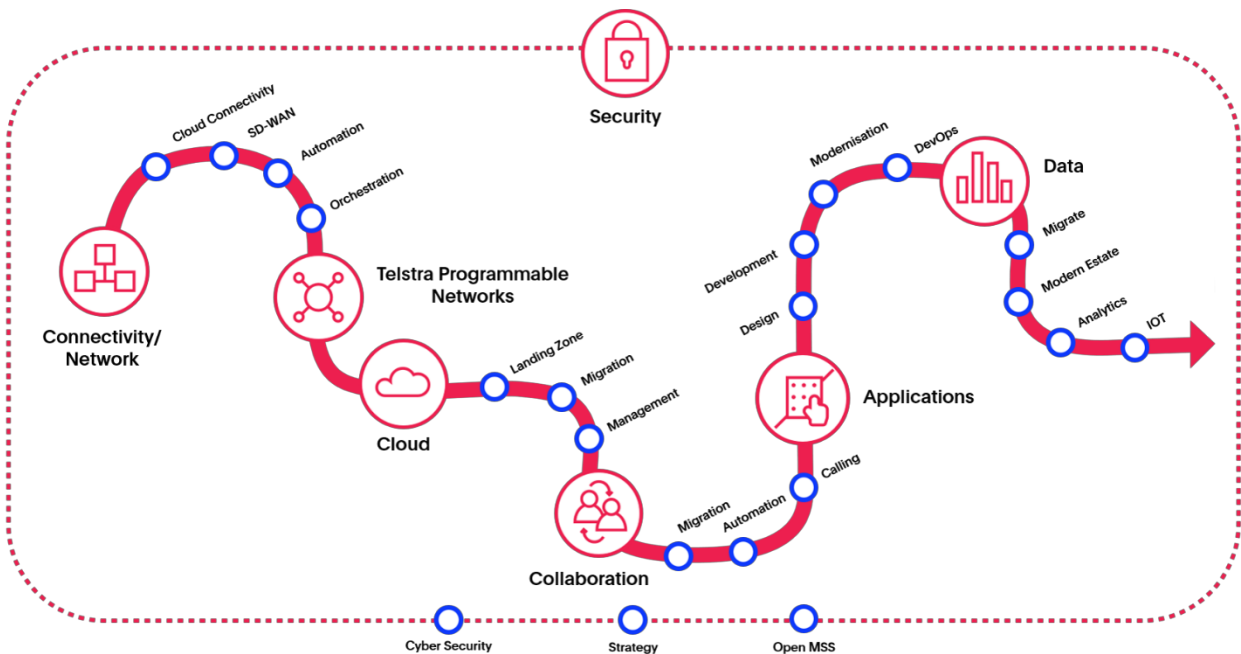 Security
Cloud Connectivity
SD-WAN
Automation
Orchestration
Connectivity/
Network
Telstra Programmable
Networks
Cloud
Landing Zone
Migration
Management
Collaboration
Migration
Automation
Calling
Applications
Design
Development
Modernisation
DevOps
Data
Migrate
Modern Estate
Analytics
IOT
Cyber Security
Strategy
Open MSS